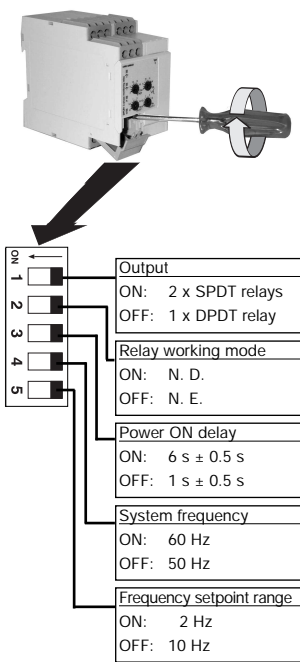 ON
1
2
3
4
5
Output
ON: 2 x SPDT relays
OFF: 1 x DPDT relay
Relay working mode
ON: N. D.
OFF: N. E.
Power ON delay
ON: 6 s ± 0.5 s
OFF: 1 s ± 0.5 s
System frequency
ON: 60 Hz
OFF: 50 Hz
Frequency setpoint range
ON: 2 Hz
OFF: 10 Hz